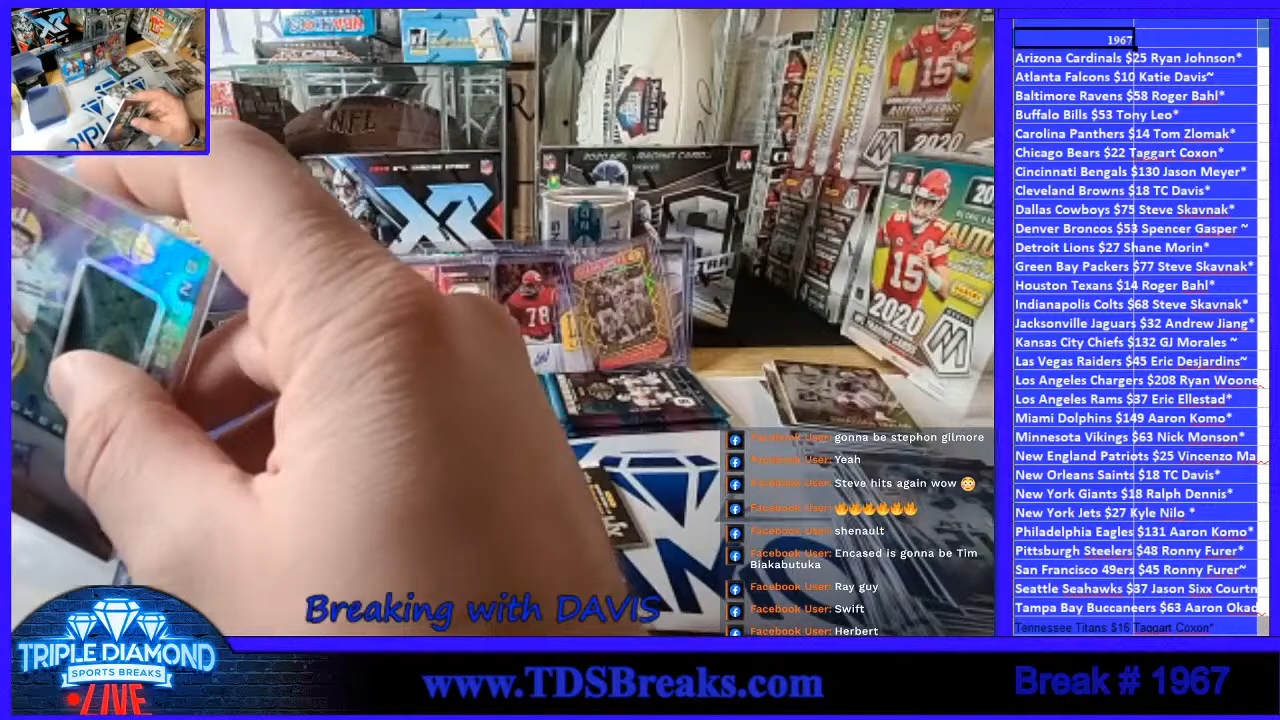 NFL
XR
15
2020
78
15
2020
1967
Arizona Cardinals $25 Ryan Johnson*
Atlanta Falcons $10 Katie Davis~
Baltimore Ravens $58 Roger Bahl*
Buffalo Bills $53 Tony Leo*
Carolina Panthers $14 Tom Zlomak*
Chicago Bears $22 Taggart Coxon*
Cincinnati Bengals $130 Jason Meyer*
Cleveland Browns $18 TC Davis*
Dallas Cowboys $75 Steve Skavnak*
Denver Broncos $53 Spencer Gasper ~
Detroit Lions $27 Shane Morin*
Green Bay Packers $77 Steve Skavnak*
Houston Texans $14 Roger Bahl*
Indianapolis Colts $68 Steve Skavnak*
Jacksonville Jaguars $32 Andrew Jiang*
Kansas City Chiefs $132 GJ Morales ~
Las Vegas Raiders $45 Eric Desjardins~
Los Angeles Chargers $208 Ryan Woone
Los Angeles Rams $37 Eric Ellestad*
Miami Dolphins $149 Aaron Komo*
Minnesota Vikings $63 Nick Monson*
New England Patriots $25 Vincenzo Ma
New Orleans Saints $18 TC Davis*
New York Giants $18 Ralph Dennis*
New York Jets $27 Kyle Nilo *
Philadelphia Eagles $131 Aaron Komo*
Pittsburgh Steelers $48 Ronny Furer*
San Francisco 49ers $45 Ronny Furer~
Seattle Seahawks $37 Jason Sixx Courtn
Tampa Bay Buccaneers $63 Aaron Okad
Tennessee Titans $16 Taggart Coxon*
Facebook User: gonna be stephon gilmore
Facebook User: Yeah
Facebook User: Steve hits again wow 😳
Facebook User: 🔥🔥🔥🔥🔥🔥
Facebook User: shenault
Facebook User: Encased is gonna be Tim
Biakabutuka
Facebook User: Ray guy
Facebook User: Swift
Facebook User: Herbert
Breaking with DAVIS
TRIPLE DIAMOND
SPORTS BREAKS
LIVE
www.TDSBreaks.com
Break # 1967